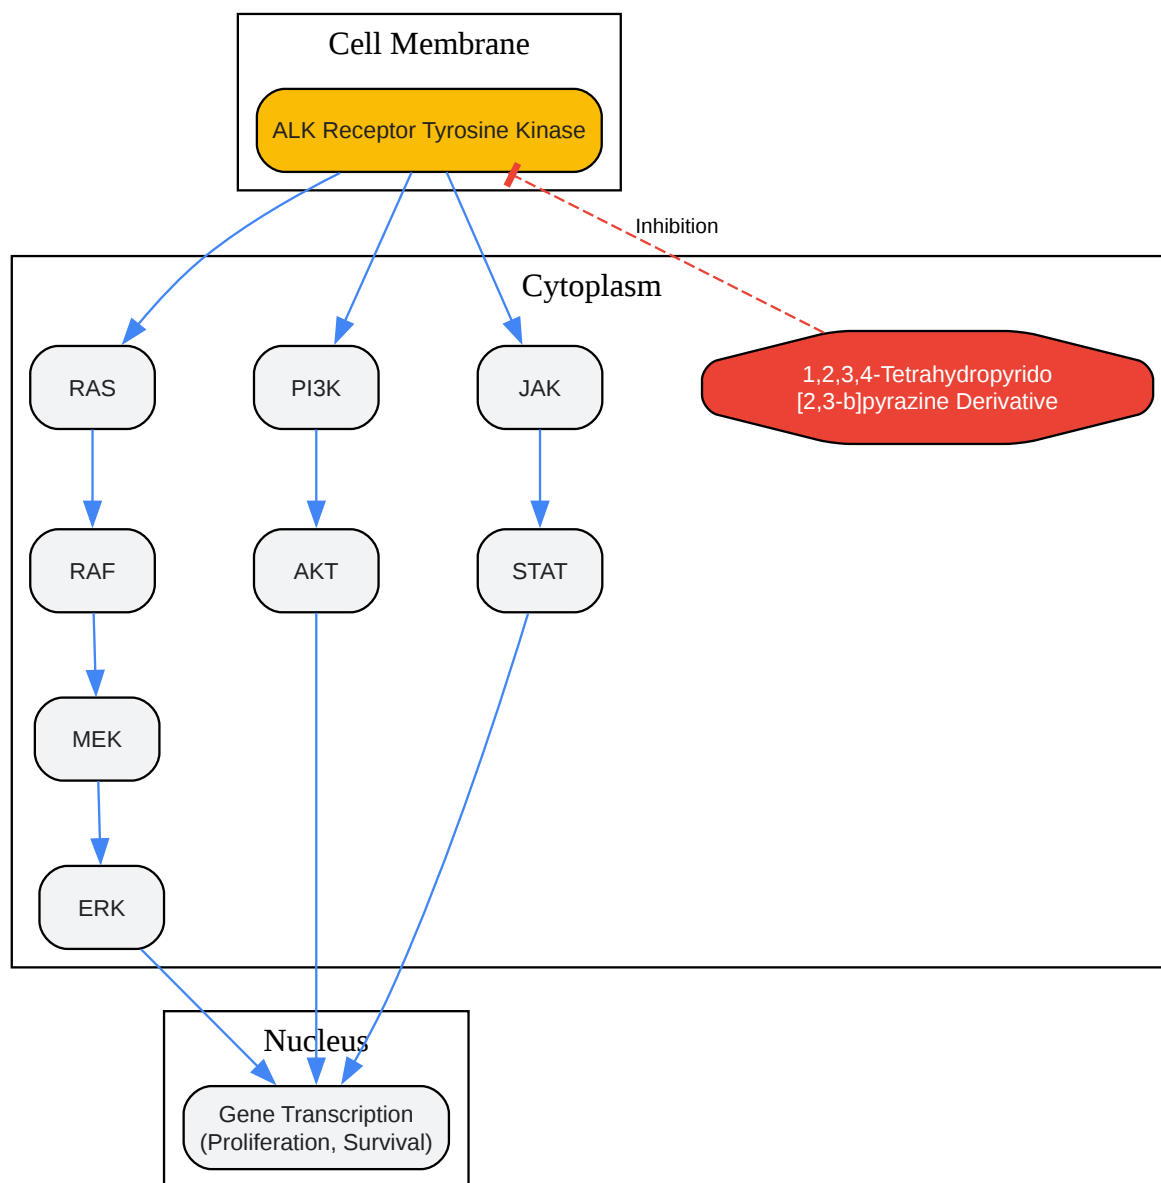 Cell Membrane
ALK Receptor Tyrosine Kinase
Inhibition
Cytoplasm
RAS
PI3K
JAK
1,2,3,4-Tetrahydropyrido
[2,3-b]pyrazine Derivative
RAF
AKT
STAT
MEK
ERK
Nucleus
Gene Transcription
(Proliferation, Survival)